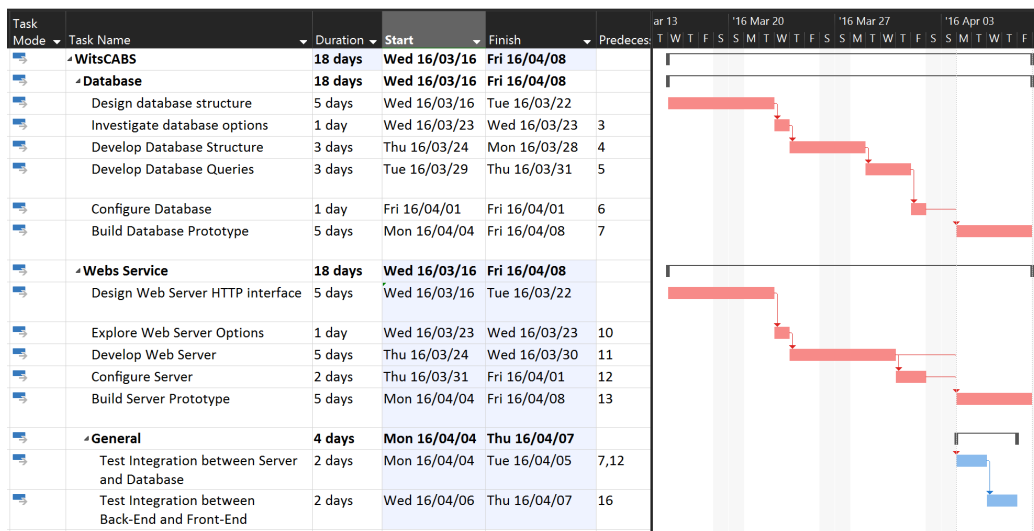 Task Mode Task Name Duration Start Finish Predeces
ar 13 '16 Mar 20 '16 Mar 27 '16 Apr 03
T W T F S S M T W T F S S M T W T F S S M T W T F
WitsCABS 18 days Wed 16/03/16 Fri 16/04/08
Database 18 days Wed 16/03/16 Fri 16/04/08
Design database structure 5 days Wed 16/03/16 Tue 16/03/22
Investigate database options 1 day Wed 16/03/23 Wed 16/03/23 3
Develop Database Structure 3 days Thu 16/03/24 Mon 16/03/28 4
Develop Database Queries 3 days Tue 16/03/29 Thu 16/03/31 5
Configure Database 1 day Fri 16/04/01 Fri 16/04/01 6
Build Database Prototype 5 days Mon 16/04/04 Fri 16/04/08 7
Webs Service 18 days Wed 16/03/16 Fri 16/04/08
Design Web Server HTTP interface 5 days Wed 16/03/16 Tue 16/03/22
Explore Web Server Options 1 day Wed 16/03/23 Wed 16/03/23 10
Develop Web Server 5 days Thu 16/03/24 Wed 16/03/30 11
Configure Server 2 days Thu 16/03/31 Fri 16/04/01 12
Build Server Prototype 5 days Mon 16/04/04 Fri 16/04/08 13
General 4 days Mon 16/04/04 Thu 16/04/07
Test Integration between Server 2 days Mon 16/04/04 Tue 16/04/05 7,12
and Database
Test Integration between 2 days Wed 16/04/06 Thu 16/04/07 16
Back-End and Front-End